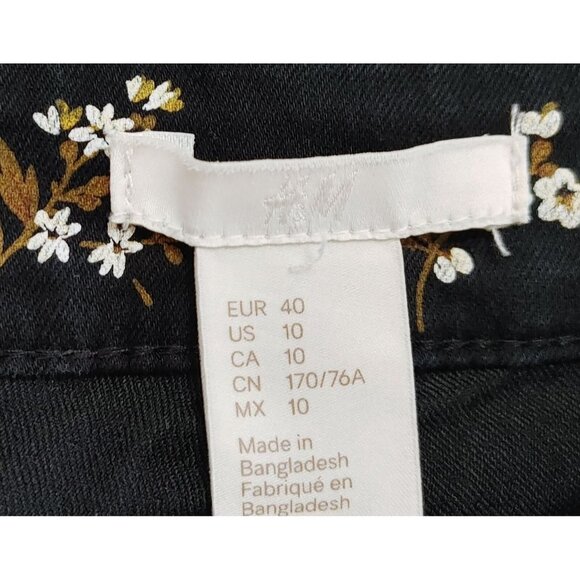 H&M
EUR 40
US 10
CA 10
CN 170/76A
MX 10
Made in
Bangladesh
Fabriqué en
Bangladesh